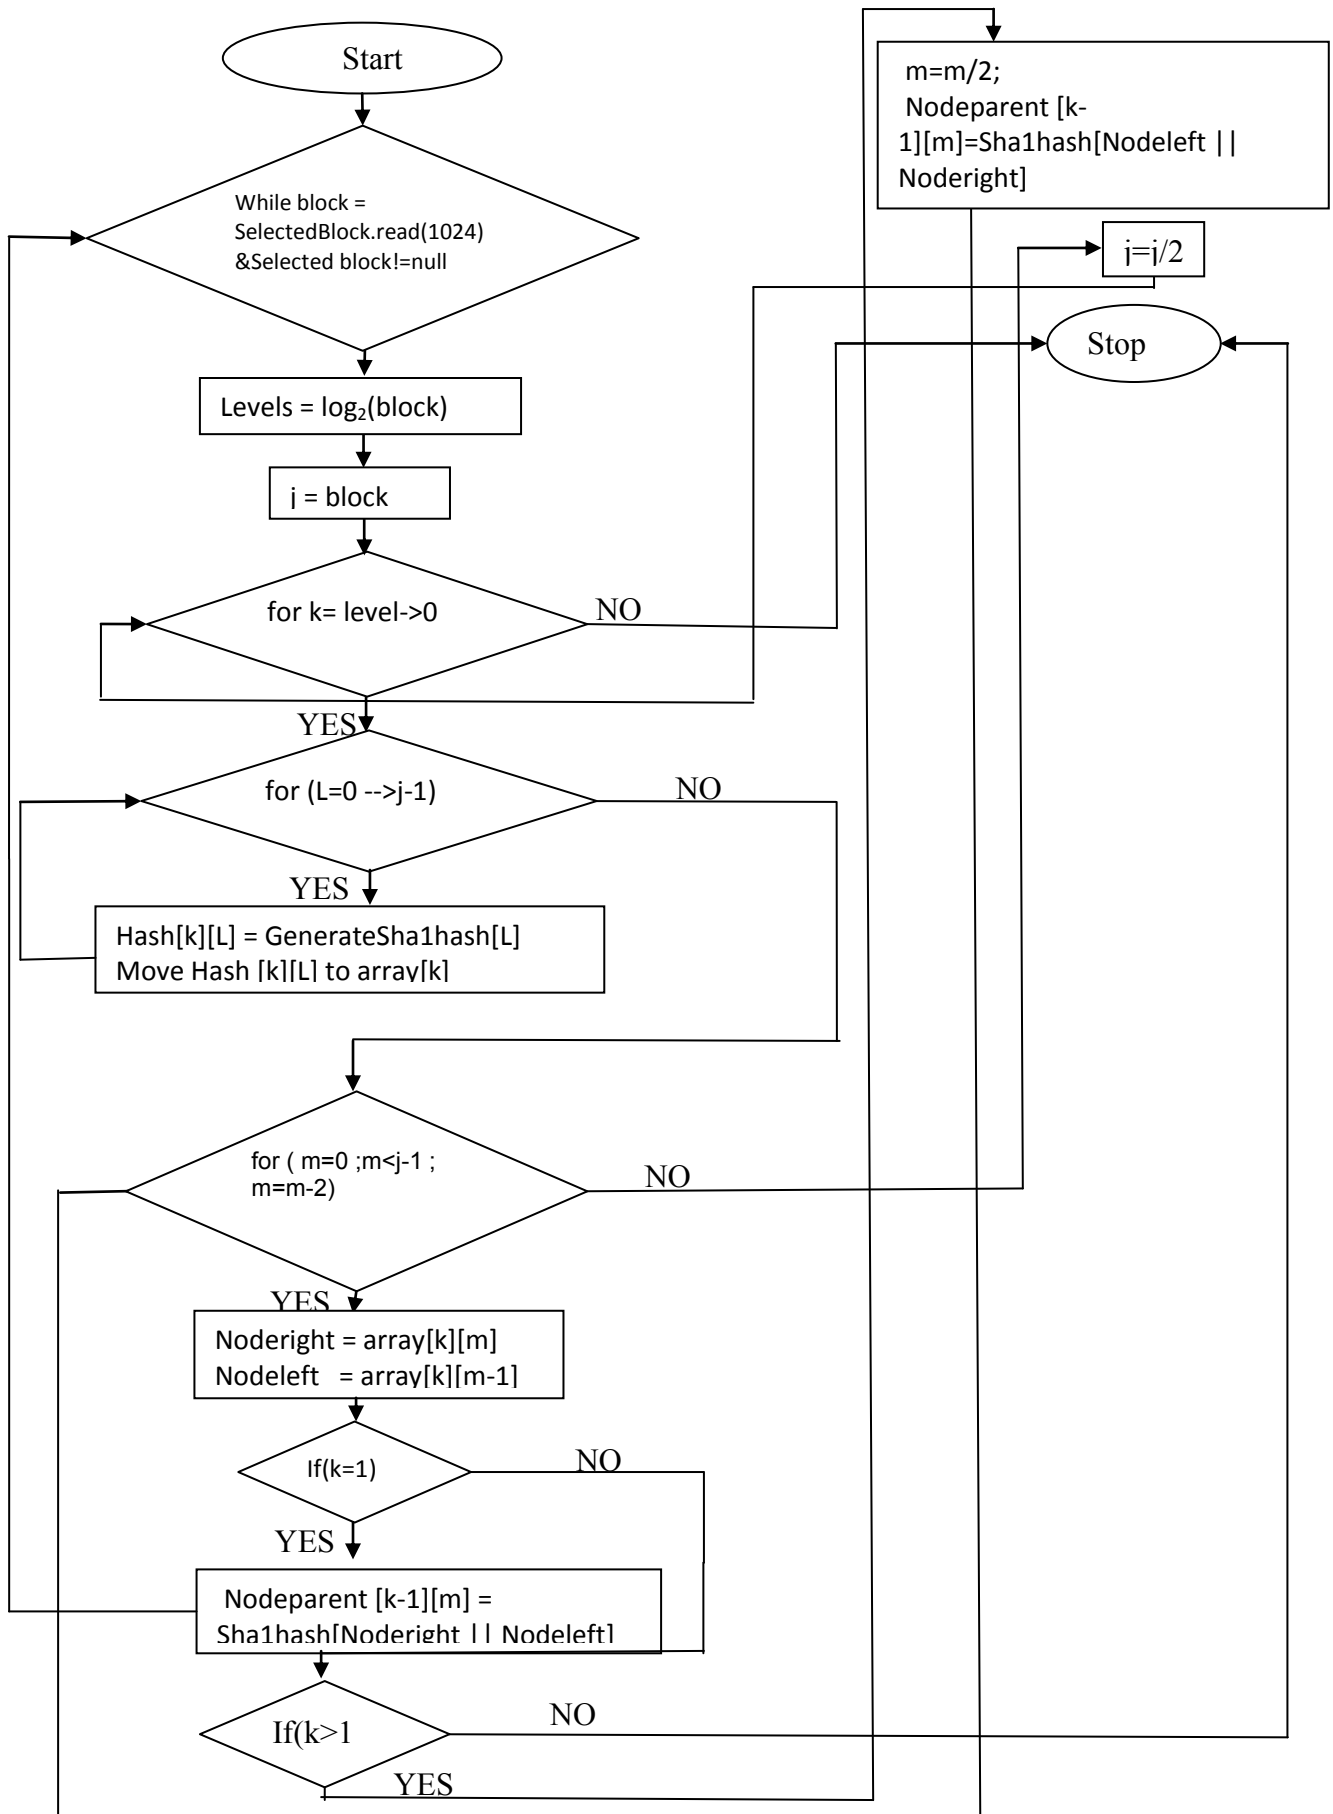 Start
While block =
SelectedBlock.read(1024)
&Selected block!=null
Levels = log₂(block)
j = block
for k= level->0
NO
YES
for (L=0 -->j-1)
NO
YES
Hash[k][L] = GenerateSha1hash[L]
Move Hash [k][L] to array[k]
for ( m=0 ;m<j-1 ;
m=m-2)
NO
YES
Noderight = array[k][m]
Nodeleft = array[k][m-1]
If(k=1)
NO
YES
Nodeparent [k-1][m] =
Sha1hash[Noderight || Nodeleft]
If(k>1
NO
YES
m=m/2;
Nodeparent [k-
1][m]=Sha1hash[Nodeleft ||
Noderight]
j=j/2
Stop